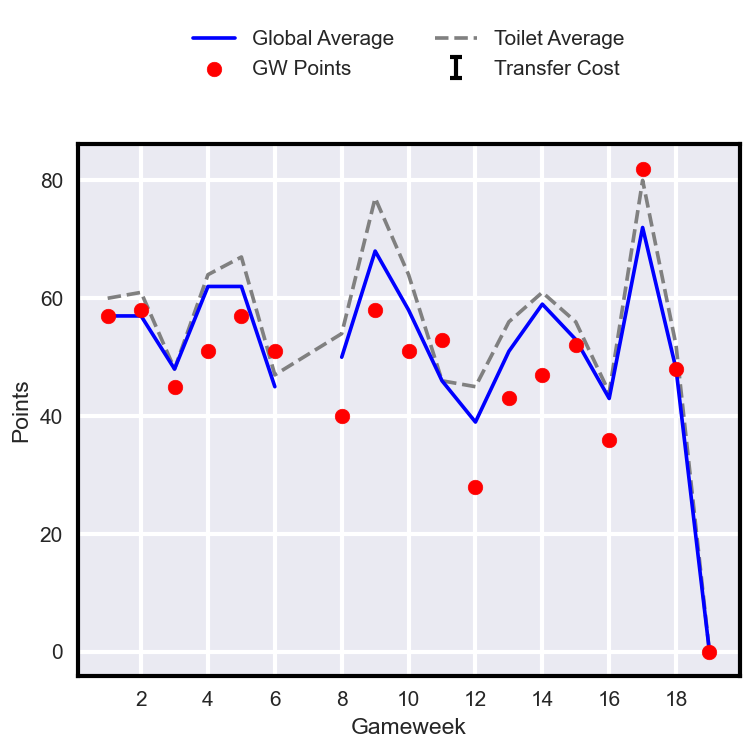 Global Average
Toilet Average
GW Points
Transfer Cost
80
60
40
20
0
Points
2 4 6 8 10 12 14 16 18
Gameweek